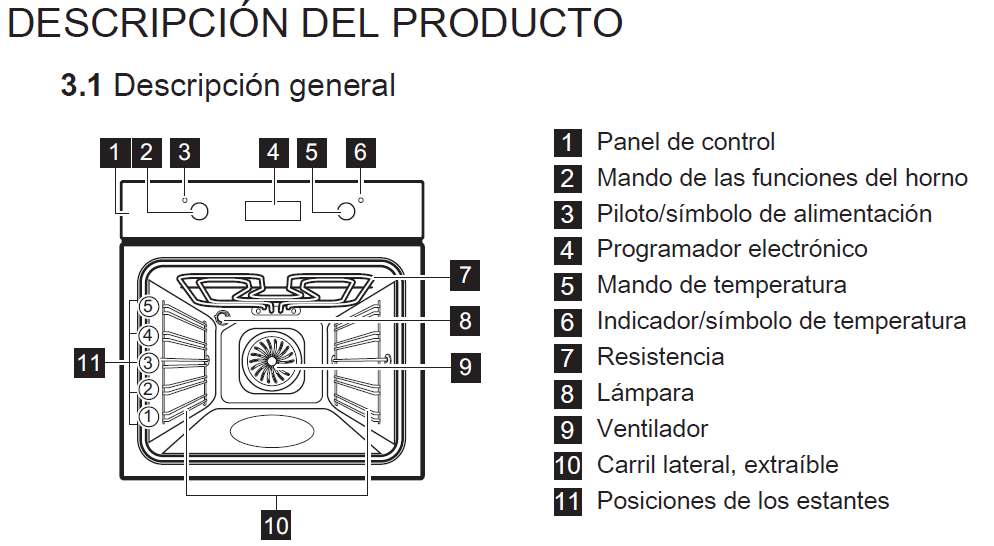 DESCRIPCIÓN DEL PRODUCTO
3.1 Descripción general
1 2 3 4 5 6
7
8
9
10
11
5
4
3
2
1
1 Panel de control
2 Mando de las funciones del horno
3 Piloto/símbolo de alimentación
4 Programador electrónico
5 Mando de temperatura
6 Indicador/símbolo de temperatura
7 Resistencia
8 Lámpara
9 Ventilador
10 Carril lateral, extraíble
11 Posiciones de los estantes